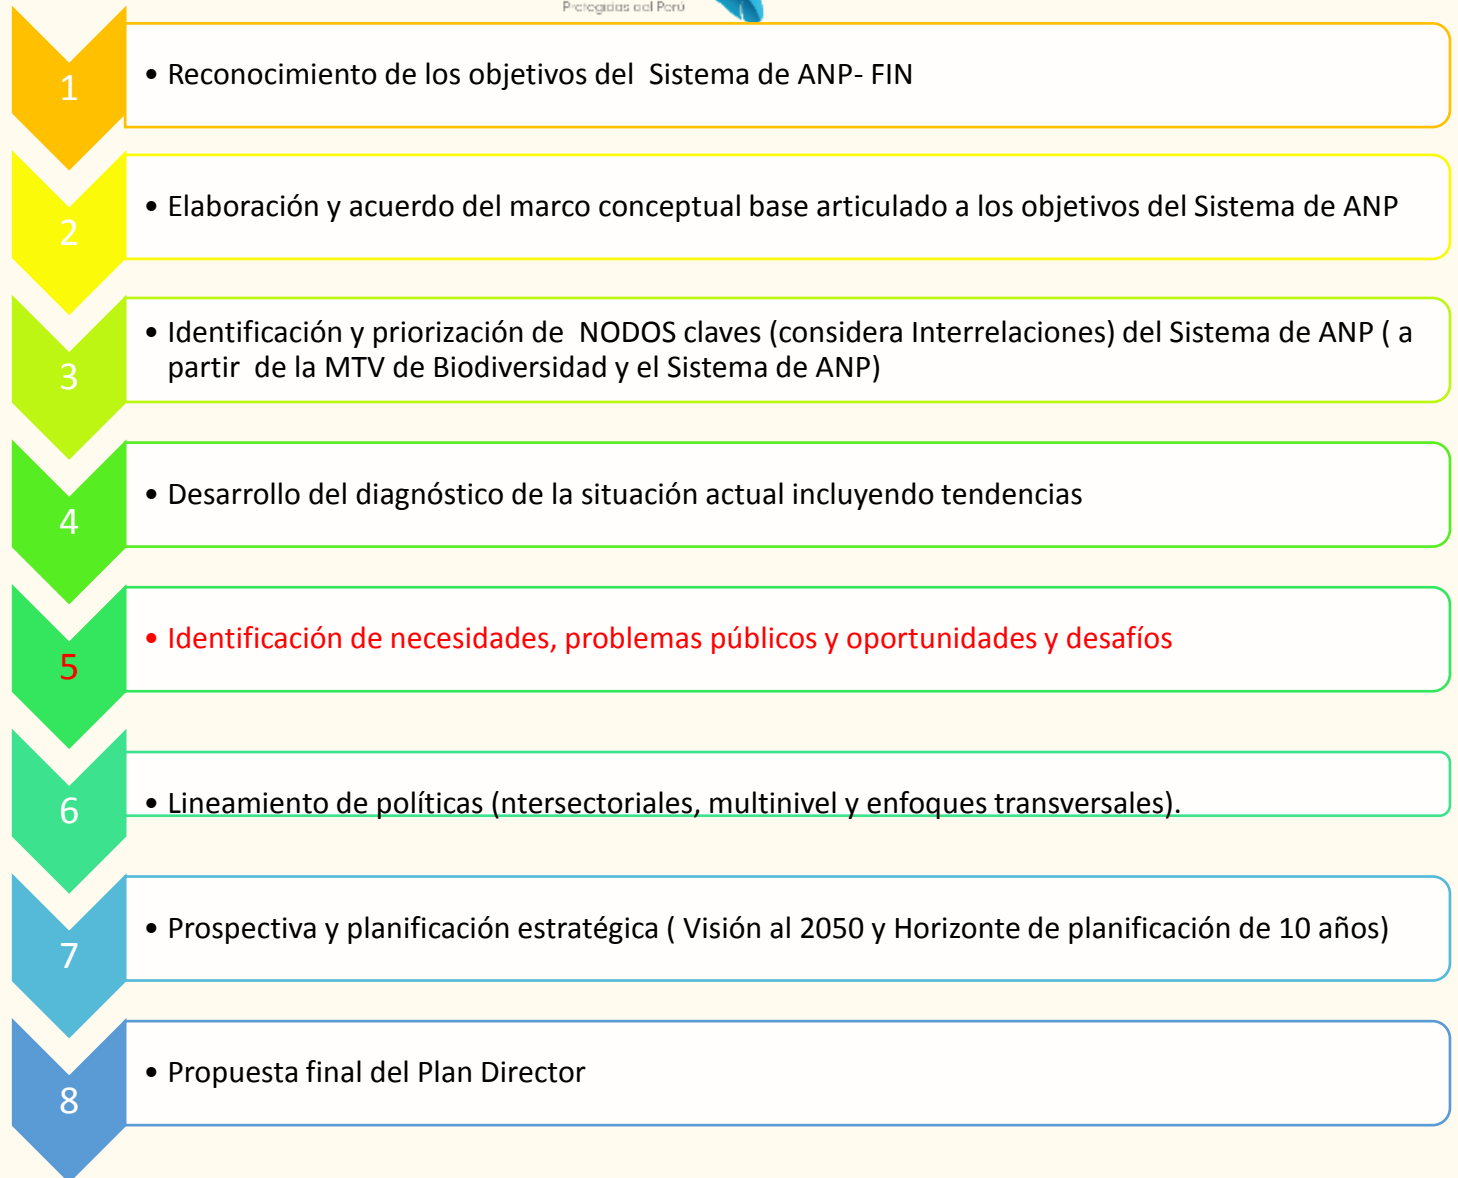 Protegidas del Perú
1
• Reconocimiento de los objetivos del Sistema de ANP- FIN
2
• Elaboración y acuerdo del marco conceptual base articulado a los objetivos del Sistema de ANP
3
• Identificación y priorización de NODOS claves (considera Interrelaciones) del Sistema de ANP ( a
partir de la MTV de Biodiversidad y el Sistema de ANP)
4
• Desarrollo del diagnóstico de la situación actual incluyendo tendencias
5
• Identificación de necesidades, problemas públicos y oportunidades y desafíos
6
• Lineamiento de políticas (ntersectoriales, multinivel y enfoques transversales).
7
• Prospectiva y planificación estratégica ( Visión al 2050 y Horizonte de planificación de 10 años)
8
• Propuesta final del Plan Director